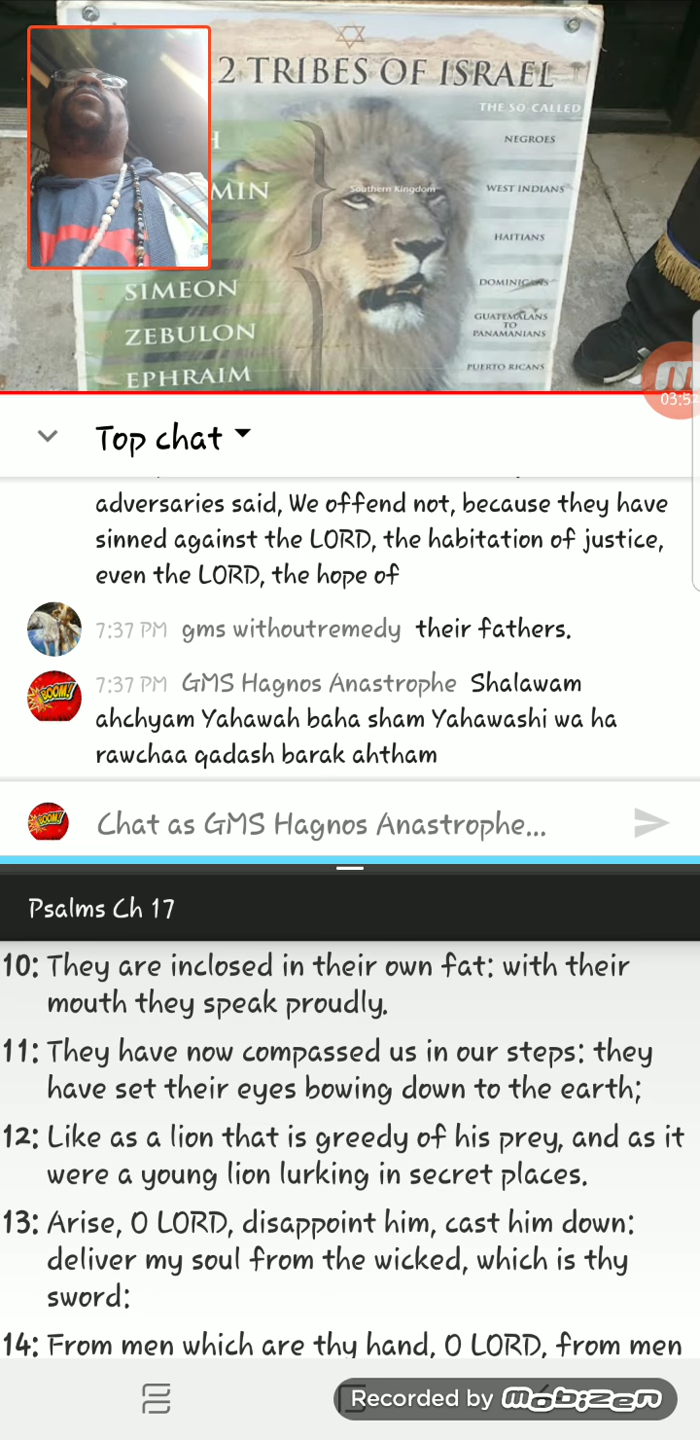 2 TRIBES OF ISRAEL
THE SO-CALLED
NEGROES
MIN
Southern Kingdom
WEST INDIANS
HAITIANS
SIMEON
DOMINICANS
ZEBULON
GUATEMALANS
TO
PANAMANIANS
EPHRAIM
PUERTO RICANS
03:52
Top chat
adversaries said, We offend not, because they have
sinned against the LORD, the habitation of justice,
even the LORD, the hope of
7:37 PM gms withoutremedy their fathers.
BOOM!
7:37 PM GMS Hagnos Anastrophe Shalawam
ahchyam Yahawah baha sham Yahawashi wa ha
rawchaa qadash barak ahtham
BOOM!
Chat as GMS Hagnos Anastrophe...
Psalms Ch 17
10: They are inclosed in their own fat: with their
mouth they speak proudly.
11: They have now compassed us in our steps: they
have set their eyes bowing down to the earth;
12: Like as a lion that is greedy of his prey, and as it
were a young lion lurking in secret places.
13: Arise, O LORD, disappoint him, cast him down:
deliver my soul from the wicked, which is thy
sword:
14: From men which are thy hand, O LORD, from men
Recorded by mobizen